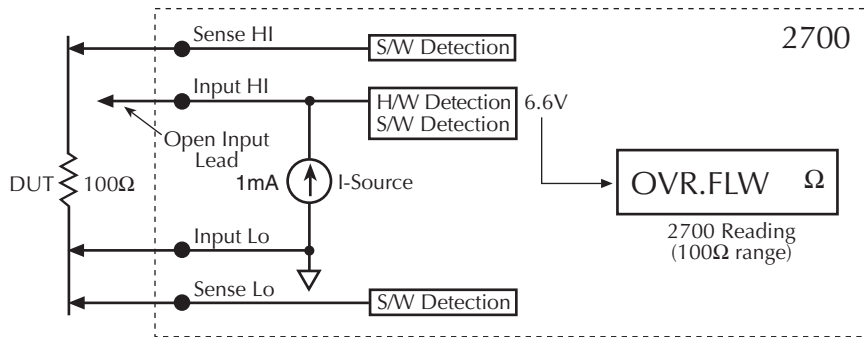 Sense HI
S/W Detection
2700
Input HI
H/W Detection
S/W Detection
6.6V
Open Input
Lead
DUT
100Ω
1mA
I-Source
OVR.FLW Ω
2700 Reading
(100Ω range)
Input Lo
Sense Lo
S/W Detection